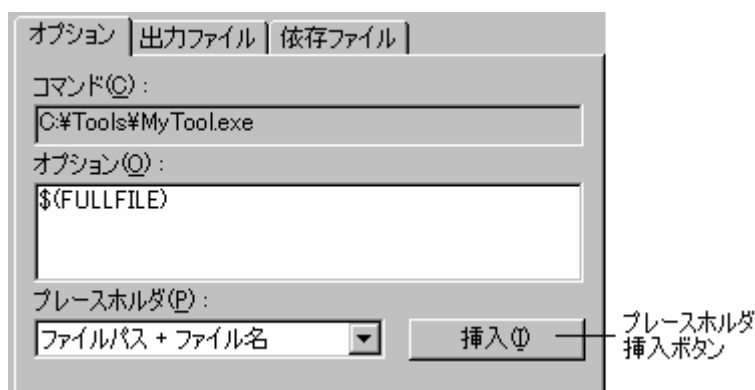 オプション 出力ファイル 依存ファイル
コマンド(C):
C:¥Tools¥MyTool.exe
オプション(O):
$(FULLFILE)
プレースホルダ(P):
ファイルパス + ファイル名 挿入(I)
プレースホルダ
挿入ボタン